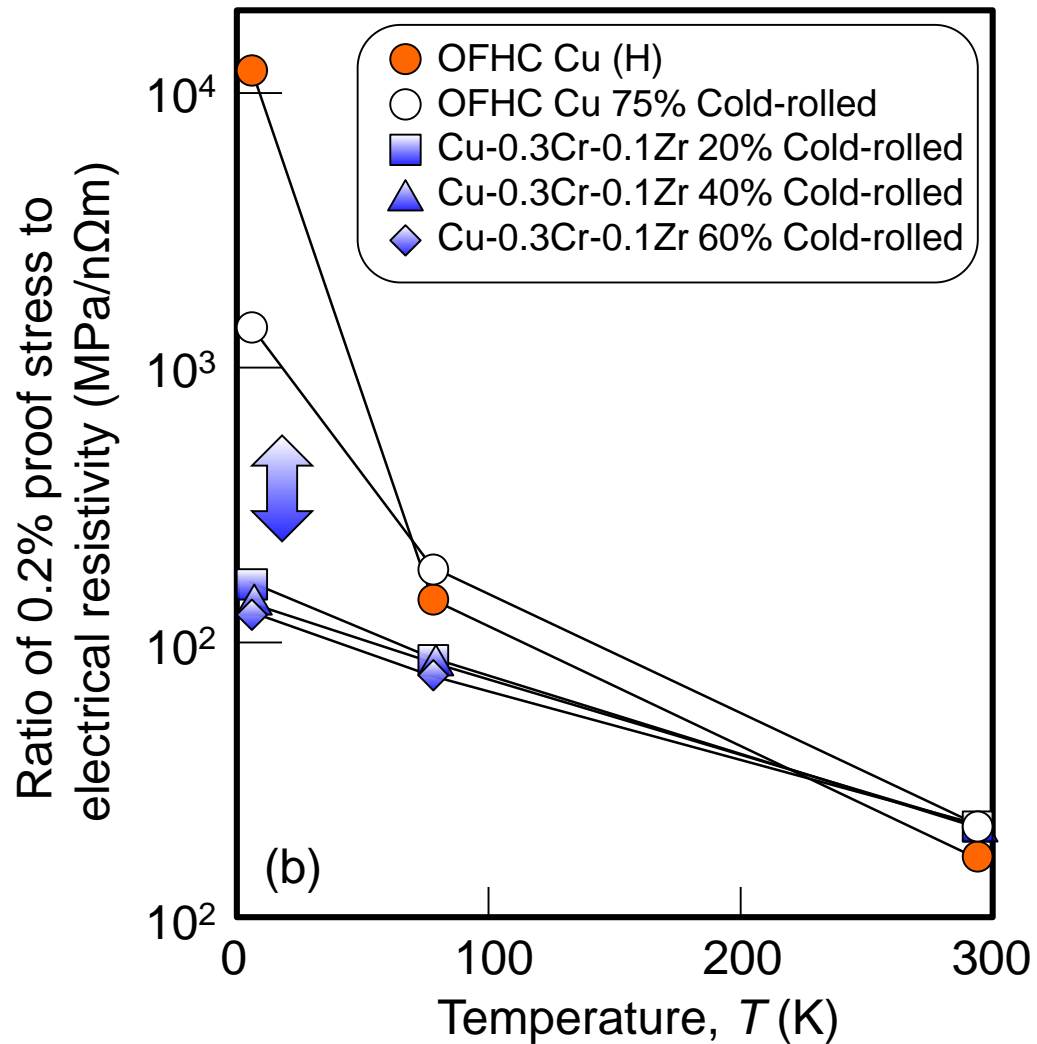 Ratio of 0.2% proof stress to
electrical resistivity (MPa/nΩm)
OFHC Cu (H)
OFHC Cu 75% Cold-rolled
Cu-0.3Cr-0.1Zr 20% Cold-rolled
Cu-0.3Cr-0.1Zr 40% Cold-rolled
Cu-0.3Cr-0.1Zr 60% Cold-rolled
10⁴
10³
10²
10²
(b)
0 100 200 300
Temperature, T (K)